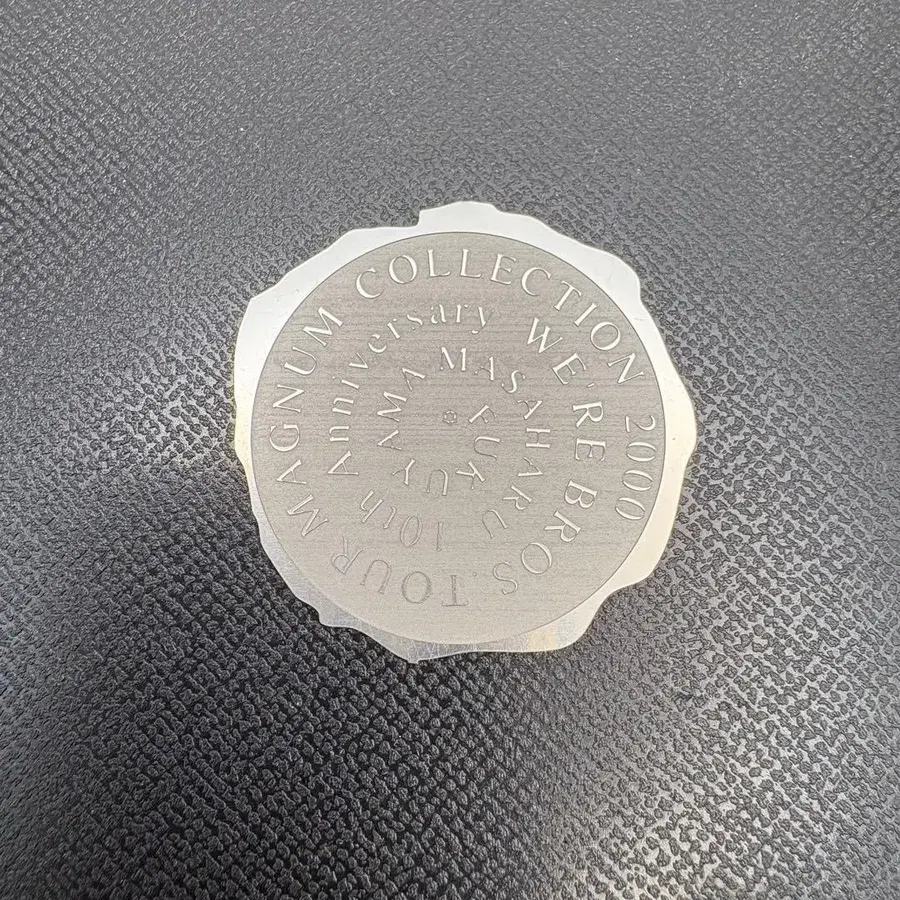 FUKUYAMA MASAHARU 10th Anniversary WE'RE BROS. TOUR MAGNUM COLLECTION 2000